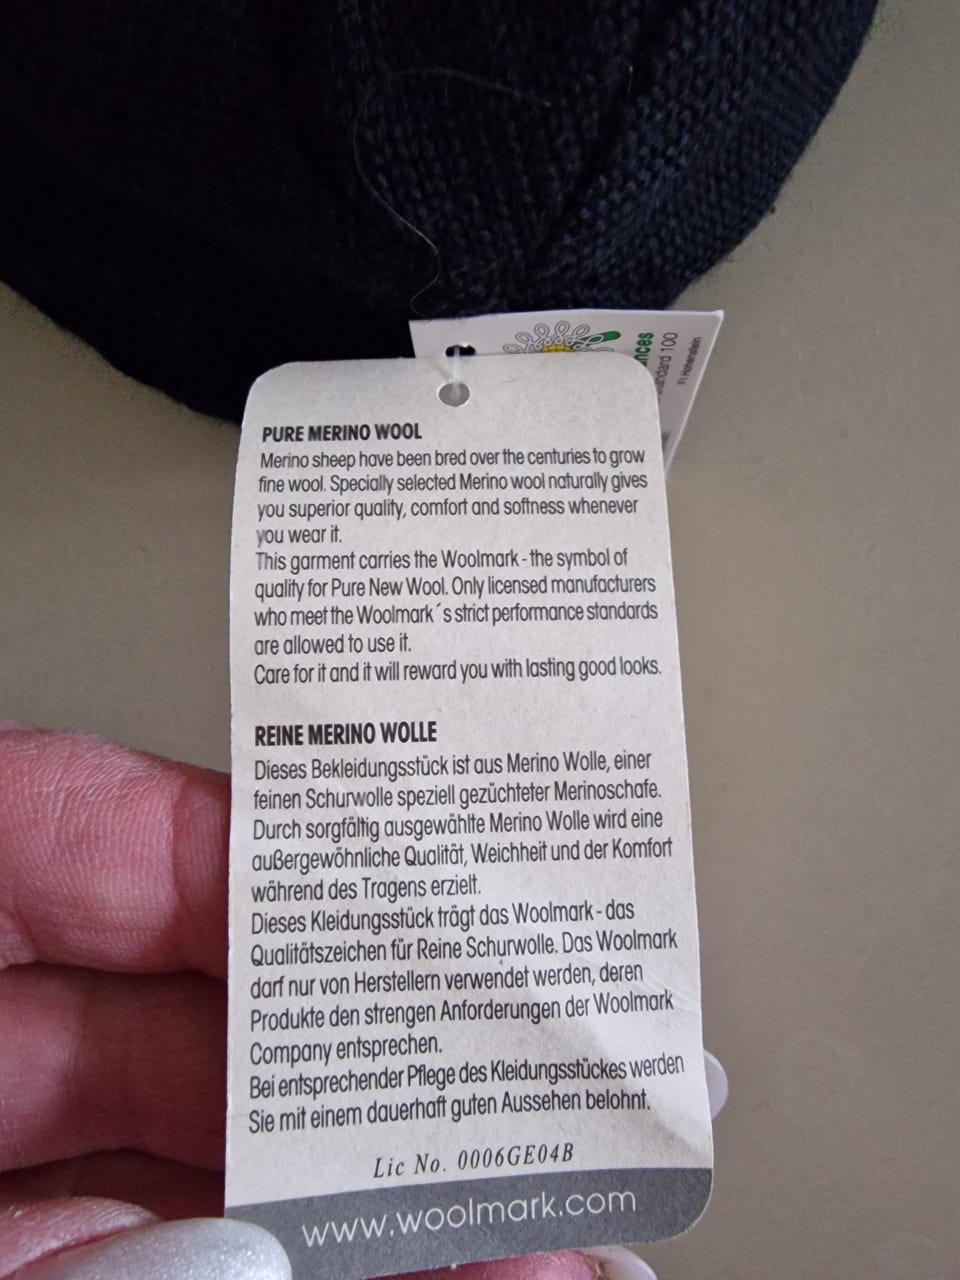 nces
andard 100
FI Hohenstein
PURE MERINO WOOL
Merino sheep have been bred over the centuries to grow
fine wool. Specially selected Merino wool naturally gives
you superior quality, comfort and softness whenever
you wear it.
This garment carries the Woolmark - the symbol of
quality for Pure New Wool. Only licensed manufacturers
who meet the Woolmark´s strict performance standards
are allowed to use it.
Care for it and it will reward you with lasting good looks.
REINE MERINO WOLLE
Dieses Bekleidungsstück ist aus Merino Wolle, einer
feinen Schurwolle speziell gezüchteter Merinoschafe.
Durch sorgfältig ausgewählte Merino Wolle wird eine
außergewöhnliche Qualität, Weichheit und der Komfort
während des Tragens erzielt.
Dieses Kleidungsstück trägt das Woolmark - das
Qualitätszeichen für Reine Schurwolle. Das Woolmark
darf nur von Herstellern verwendet werden, deren
Produkte den strengen Anforderungen der Woolmark
Company entsprechen.
Bei entsprechender Pflege des Kleidungsstückes werden
Sie mit einem dauerhaft guten Aussehen belohnt.
Lic No. 0006GE04B
www.woolmark.com